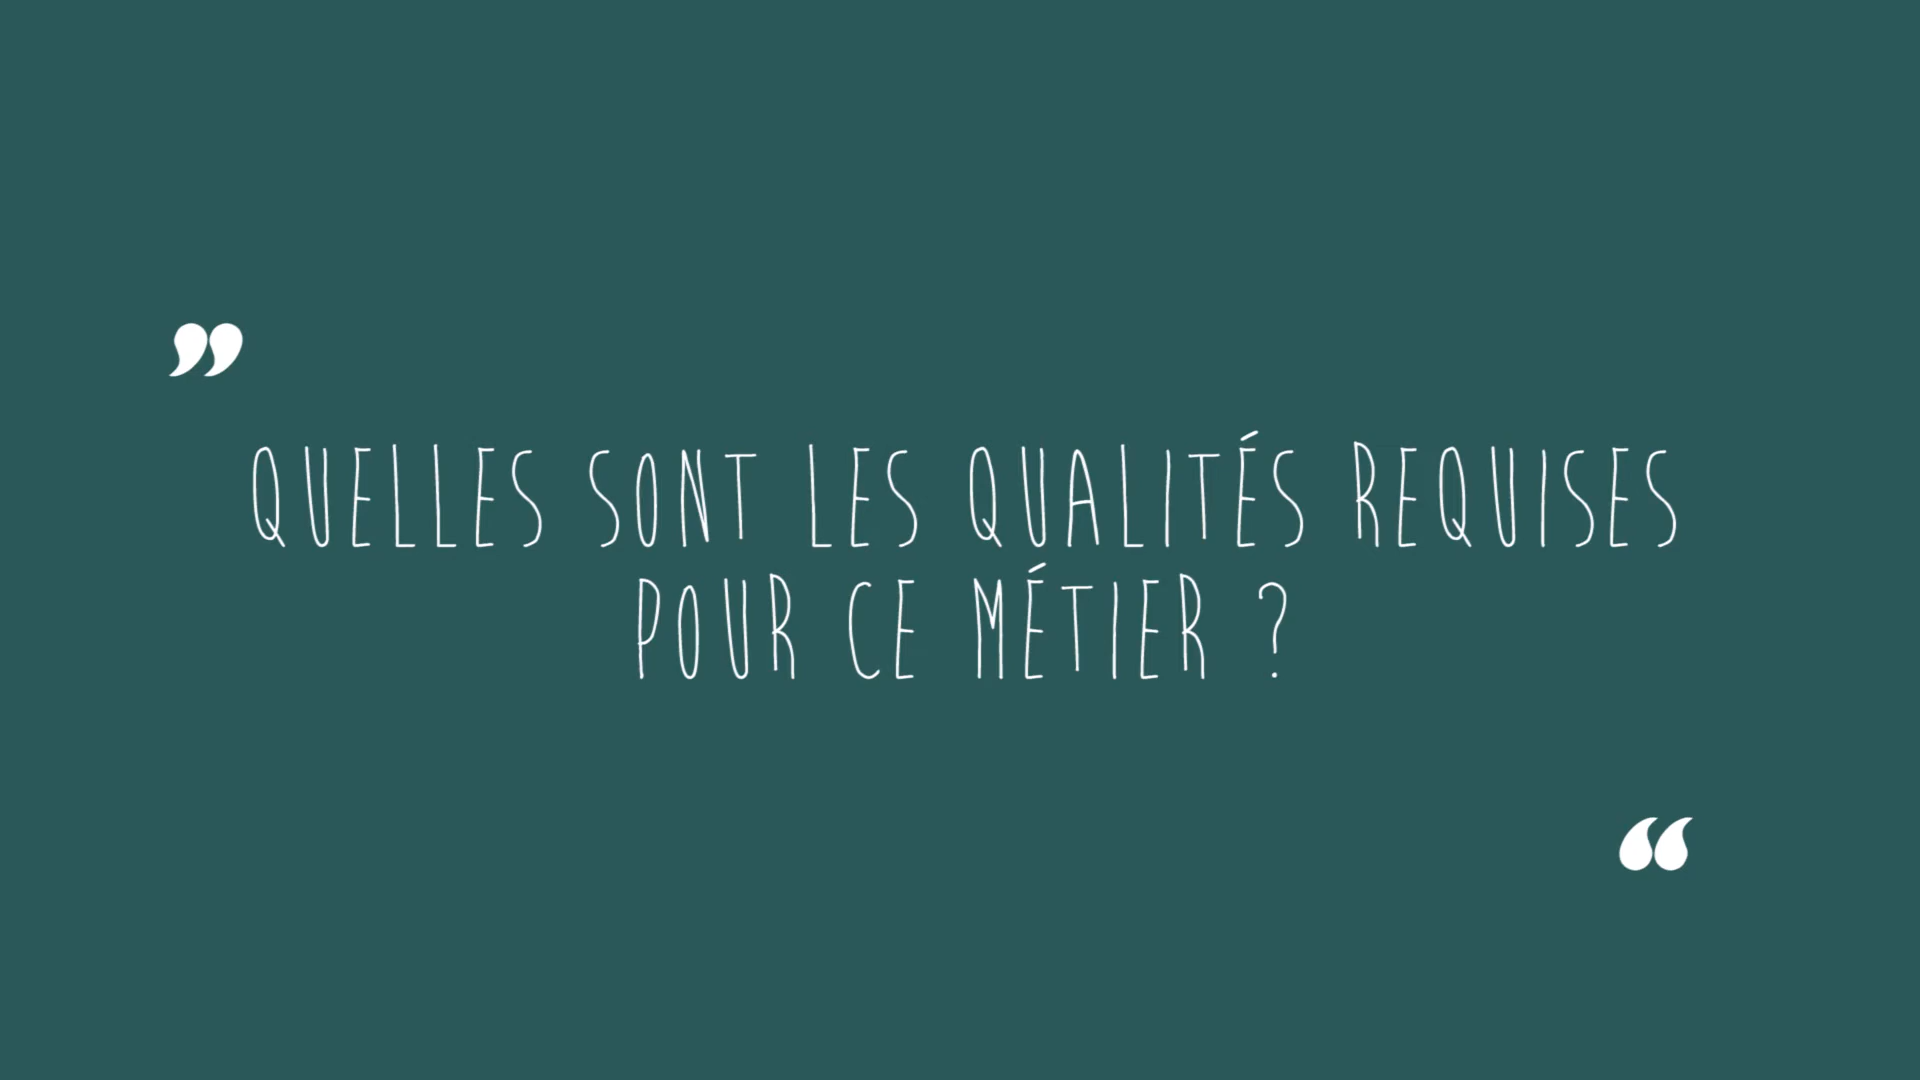 ”
QUELLES SONT LES QUALITÉS REQUISES
POUR CE MÉTIER ?
“